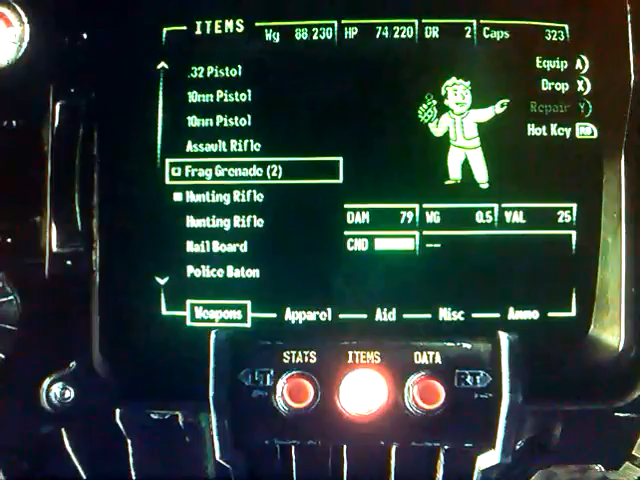 ITEMS
Wg 88/230 HP 74/220 DR 2 Caps 323
.32 Pistol
10mm Pistol
10mm Pistol
Assault Rifle
Frag Grenade (2)
Hunting Rifle
Hunting Rifle
Nail Board
Police Baton
Equip A)
Drop X)
Repair Y)
Hot Key RB
DAM 79 WG 0.5 VAL 25
CND --
Weapons Apparel Aid Misc Ammo
STATS ITEMS DATA
LT RT